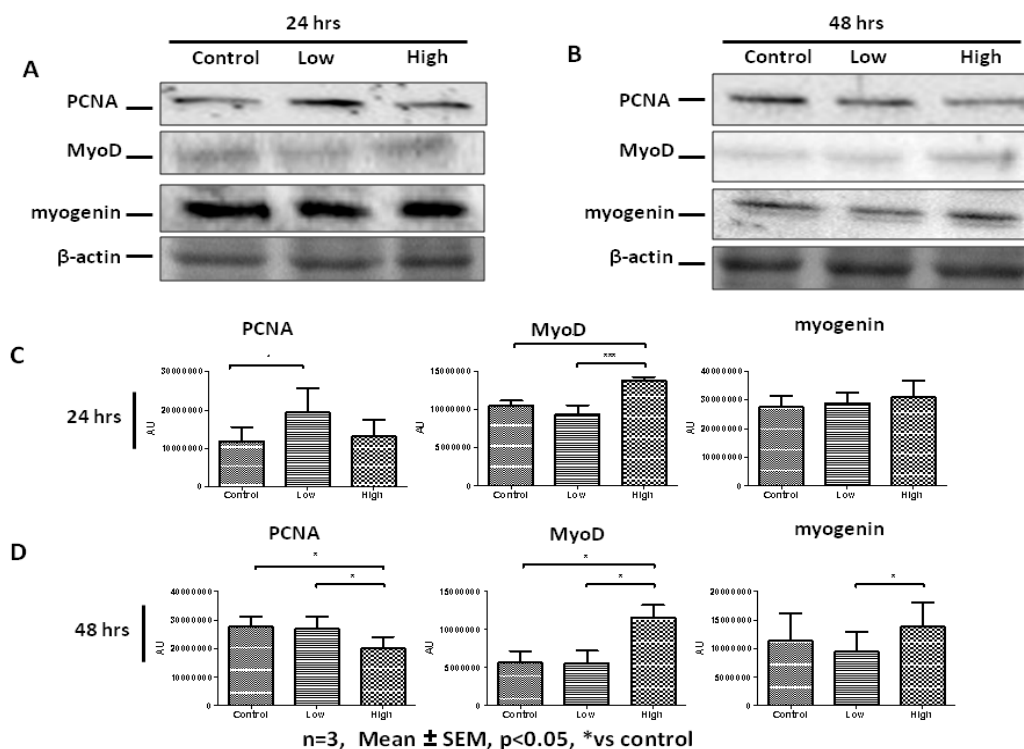 24 hrs
A
Control Low High
PCNA
MyoD
myogenin
β-actin
48 hrs
B
Control Low High
PCNA
MyoD
myogenin
β-actin
C
24 hrs
PCNA
*
AU
30000000
20000000
10000000
0
Control Low High
MyoD
***
AU
15000000
10000000
5000000
0
Control Low High
myogenin
AU
40000000
30000000
20000000
10000000
0
Control Low High
D
48 hrs
PCNA
*
*
AU
40000000
30000000
20000000
10000000
0
Control Low High
MyoD
*
*
AU
15000000
10000000
5000000
0
Control Low High
myogenin
*
AU
20000000
15000000
10000000
5000000
0
Control Low High
n=3, Mean ± SEM, p<0.05, *vs control